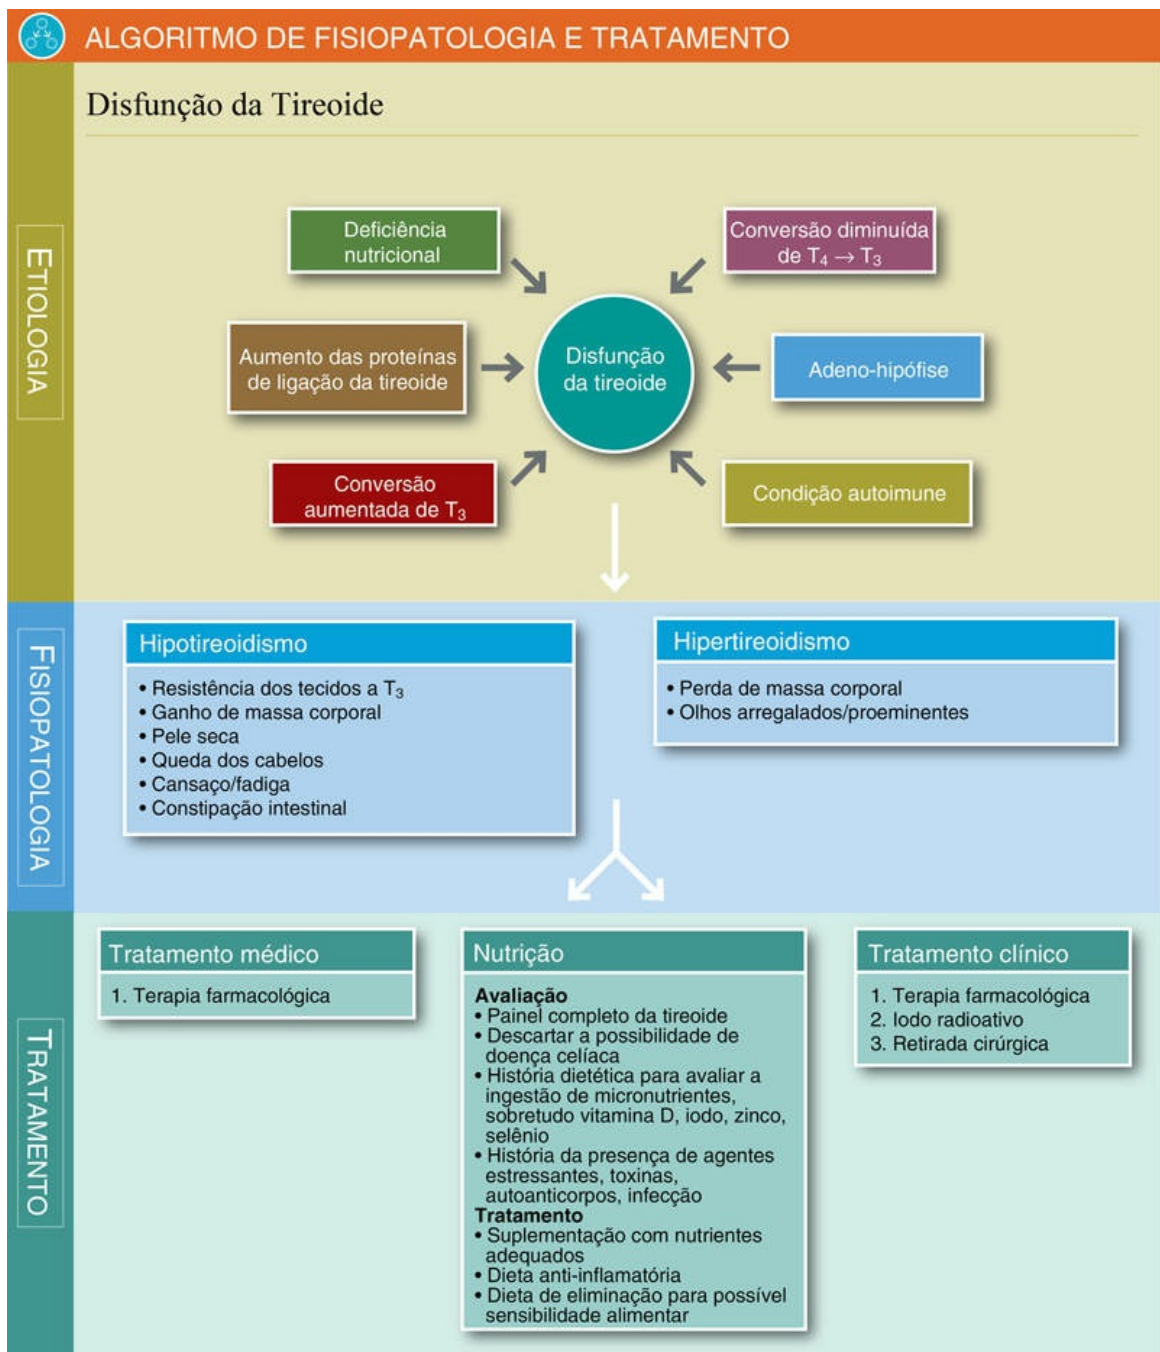 ALGORITMO DE FISIOPATOLOGIA E TRATAMENTO
Disfunção da Tireoide
ETIOLOGIA
Deficiência
nutricional
Conversão diminuída
de T₄ → T₃
Aumento das proteínas
de ligação da tireoide
Disfunção
da tireoide
Adeno-hipófise
Conversão
aumentada de T₃
Condição autoimune
FISIOPATOLOGIA
Hipotireoidismo
• Resistência dos tecidos a T₃
• Ganho de massa corporal
• Pele seca
• Queda dos cabelos
• Cansaço/fadiga
• Constipação intestinal
Hipertireoidismo
• Perda de massa corporal
• Olhos arregalados/proeminentes
TRATAMENTO
Tratamento médico
1. Terapia farmacológica
Nutrição
Avaliação
• Painel completo da tireoide
• Descartar a possibilidade de
doença celíaca
• História dietética para avaliar a
ingestão de micronutrientes,
sobretudo vitamina D, iodo, zinco,
selênio
• História da presença de agentes
estressantes, toxinas,
autoanticorpos, infecção
Tratamento
• Suplementação com nutrientes
adequados
• Dieta anti-inflamatória
• Dieta de eliminação para possível
sensibilidade alimentar
Tratamento clínico
1. Terapia farmacológica
2. Iodo radioativo
3. Retirada cirúrgica